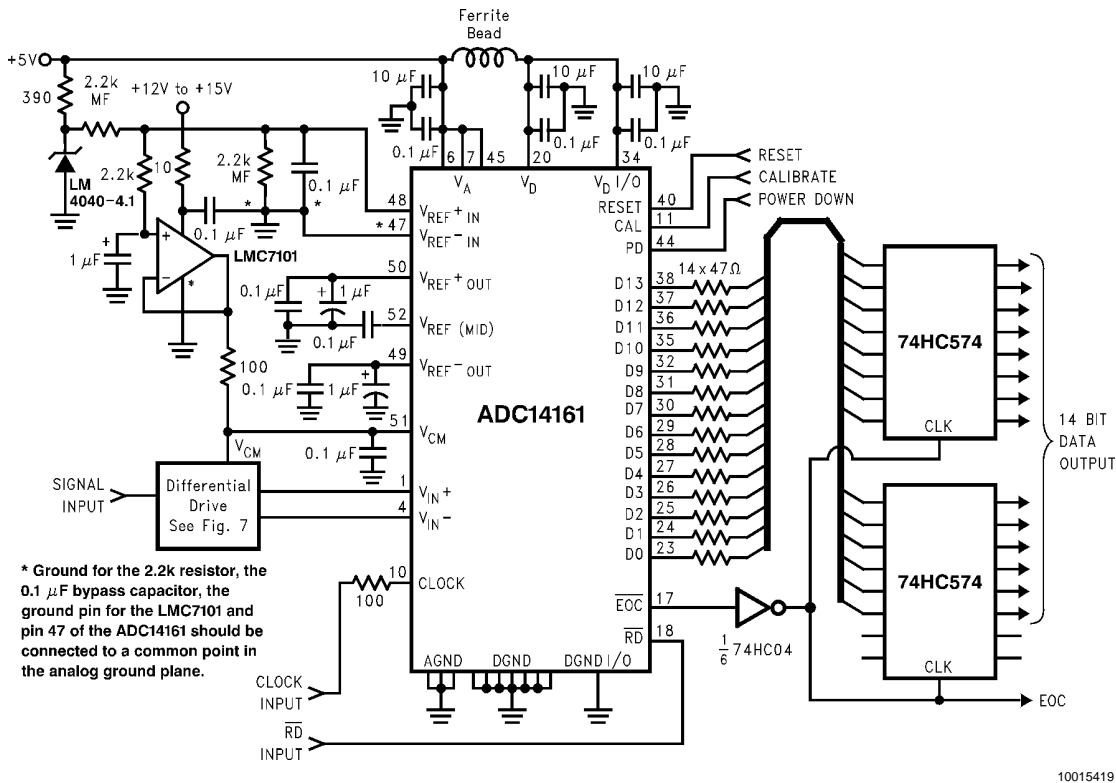 Ferrite
Bead
+5V
390
2.2k
MF
+12V to +15V
10 μF
10 μF
10 μF
0.1 μF
0.1 μF
0.1 μF
6 7 45
20
34
LM
4040-4.1
2.2k
10
2.2k
MF
0.1 μF
* *
0.1 μF
1 μF
+
+
−
*
LMC7101
V_A
V_D
V_D I/O
48
V_REF+ IN
* 47
V_REF− IN
50
V_REF+ OUT
0.1 μF
+
1 μF
52
V_REF (MID)
0.1 μF
49
V_REF− OUT
0.1 μF
1 μF
+
100
51
V_CM
0.1 μF
V_CM
SIGNAL
INPUT
Differential
Drive
See Fig. 7
1
V_IN+
4
V_IN−
10
CLOCK
100
CLOCK
INPUT
RD
INPUT
ADC14161
AGND
DGND
DGND I/O
RESET
CALIBRATE
POWER DOWN
RESET 40
CAL 11
PD 44
14x47Ω
D13 38
D12 37
D11 36
D10 35
D9 32
D8 31
D7 30
D6 29
D5 28
D4 27
D3 26
D2 25
D1 24
D0 23
EOC 17
RD 18
1/6 74HC04
74HC574
CLK
74HC574
CLK
14 BIT
DATA
OUTPUT
EOC
* Ground for the 2.2k resistor, the
0.1 μF bypass capacitor, the
ground pin for the LMC7101 and
pin 47 of the ADC14161 should be
connected to a common point in
the analog ground plane.
10015419